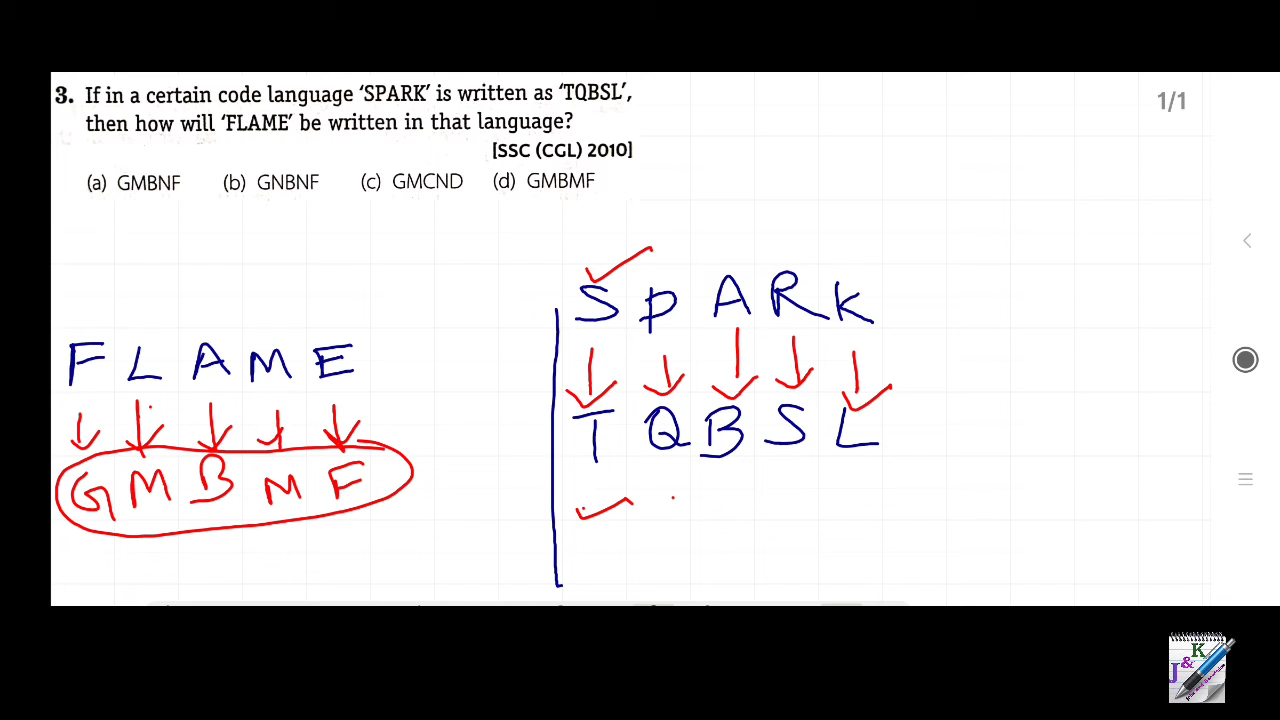 3. If in a certain code language ‘SPARK’ is written as ‘TQBSL’,
then how will ‘FLAME’ be written in that language?
[SSC (CGL) 2010]
(a) GMBNF (b) GNBNF (c) GMCND (d) GMBMF
1/1
SPARK
TQBSL
FLAME
GMBMF
J&K